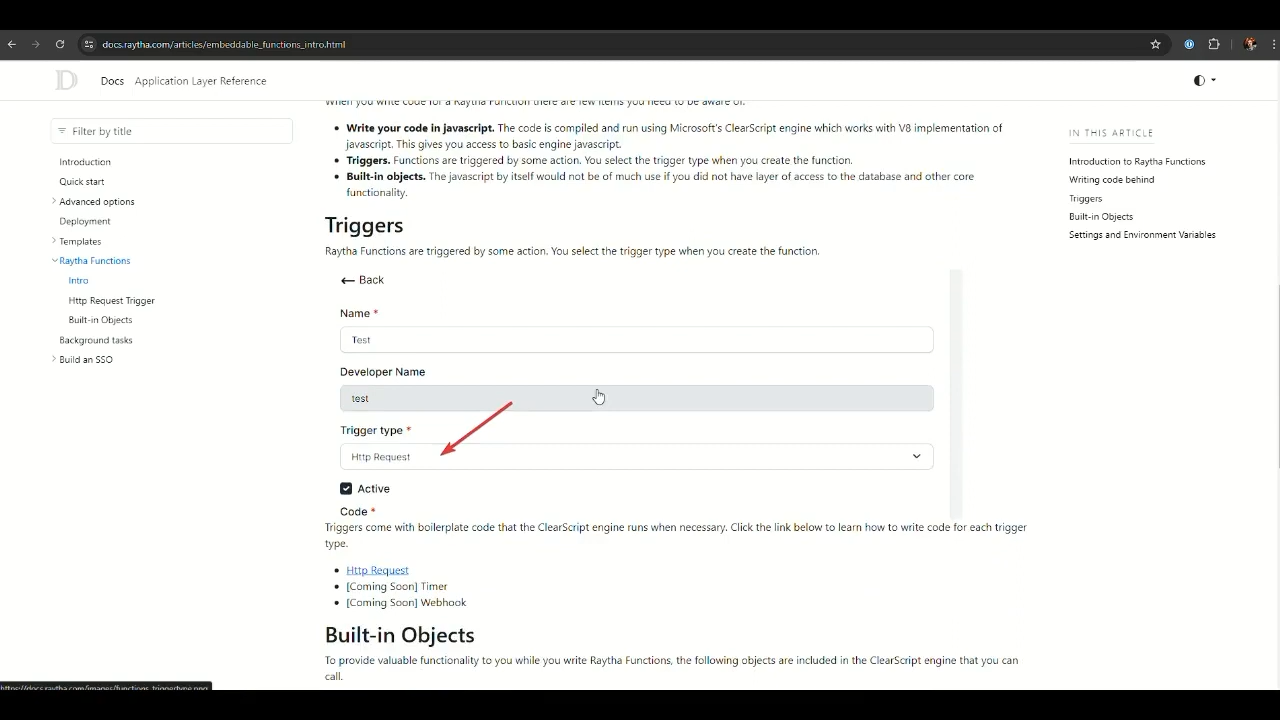 docs.raytha.com/articles/embeddable_functions_intro.html
D
Docs
Application Layer Reference
Filter by title
Introduction
Quick start
Advanced options
Deployment
Templates
Raytha Functions
Intro
Http Request Trigger
Built-in Objects
Background tasks
Build an SSO
When you write code for a Raytha Function there are few items you need to be aware of.
• Write your code in javascript. The code is compiled and run using Microsoft's ClearScript engine which works with V8 implementation of
javascript. This gives you access to basic engine javascript.
• Triggers. Functions are triggered by some action. You select the trigger type when you create the function.
• Built-in objects. The javascript by itself would not be of much use if you did not have layer of access to the database and other core
functionality.
Triggers
Raytha Functions are triggered by some action. You select the trigger type when you create the function.
← Back
Name *
Test
Developer Name
test
Trigger type *
Http Request
Active
Code *
Triggers come with boilerplate code that the ClearScript engine runs when necessary. Click the link below to learn how to write code for each trigger
type.
• Http Request
• [Coming Soon] Timer
• [Coming Soon] Webhook
Built-in Objects
To provide valuable functionality to you while you write Raytha Functions, the following objects are included in the ClearScript engine that you can
call.
IN THIS ARTICLE
Introduction to Raytha Functions
Writing code behind
Triggers
Built-in Objects
Settings and Environment Variables
https://docs.raytha.com/images/functions_triggertype.png